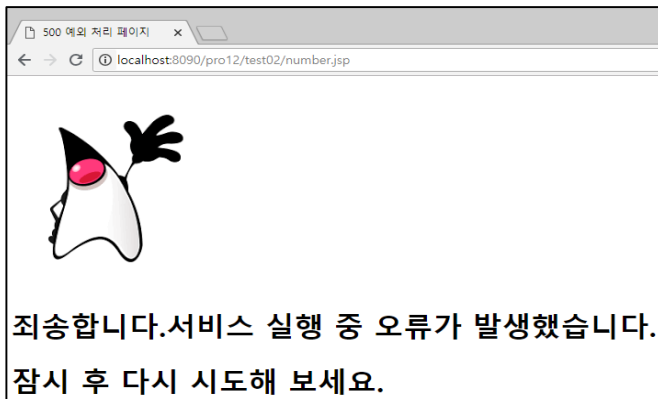 500 예외 처리 페이지
localhost:8090/pro12/test02/number.jsp
죄송합니다.서비스 실행 중 오류가 발생했습니다.
잠시 후 다시 시도해 보세요.